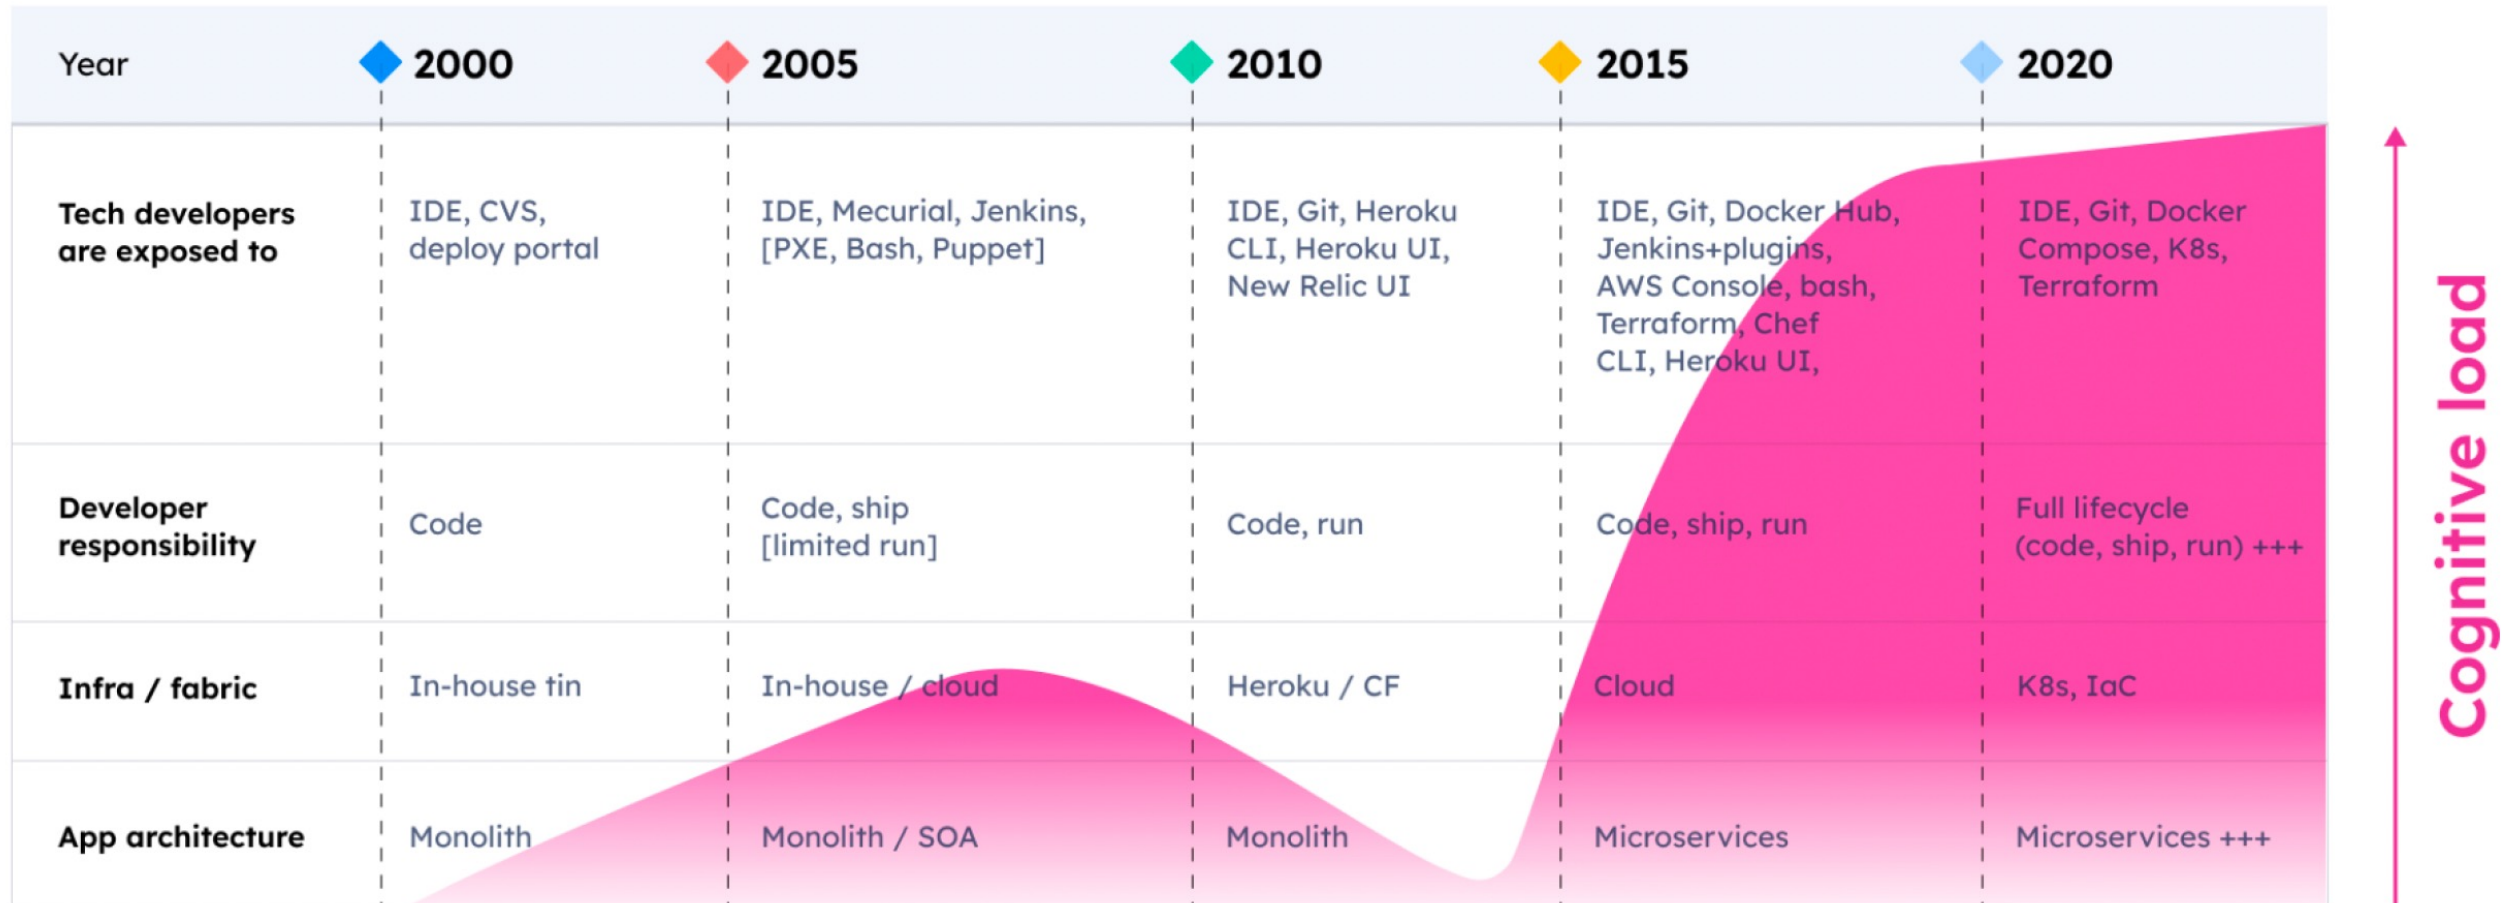 Year
2000
2005
2010
2015
2020
Tech developers
are exposed to
IDE, CVS,
deploy portal
IDE, Mecurial, Jenkins,
[PXE, Bash, Puppet]
IDE, Git, Heroku
CLI, Heroku UI,
New Relic UI
IDE, Git, Docker Hub,
Jenkins+plugins,
AWS Console, bash,
Terraform, Chef
CLI, Heroku UI,
IDE, Git, Docker
Compose, K8s,
Terraform
Developer
responsibility
Code
Code, ship
[limited run]
Code, run
Code, ship, run
Full lifecycle
(code, ship, run) +++
Infra / fabric
In-house tin
In-house / cloud
Heroku / CF
Cloud
K8s, IaC
App architecture
Monolith
Monolith / SOA
Monolith
Microservices
Microservices +++
Cognitive load